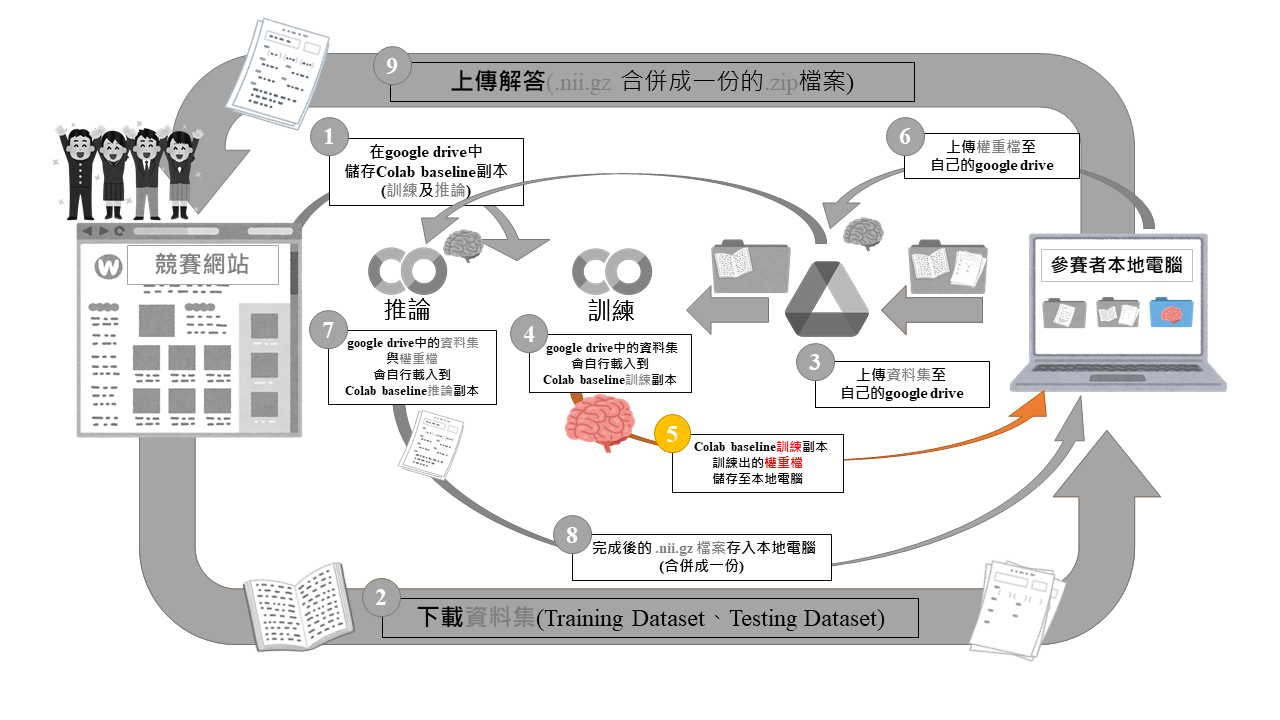 9
上傳解答(.nii.gz 合併成一份的.zip檔案)
1
在google drive中
儲存Colab baseline副本
(訓練及推論)
6
上傳權重檔至
自己的google drive
W
競賽網站
推論
訓練
參賽者本地電腦
7
google drive中的資料集
與權重檔
會自行載入到
Colab baseline推論副本
4
google drive中的資料集
會自行載入到
Colab baseline訓練副本
3
上傳資料集至
自己的google drive
5
Colab baseline訓練副本
訓練出的權重檔
儲存至本地電腦
8
完成後的 .nii.gz 檔案存入本地電腦
(合併成一份)
2
下載資料集(Training Dataset、Testing Dataset)